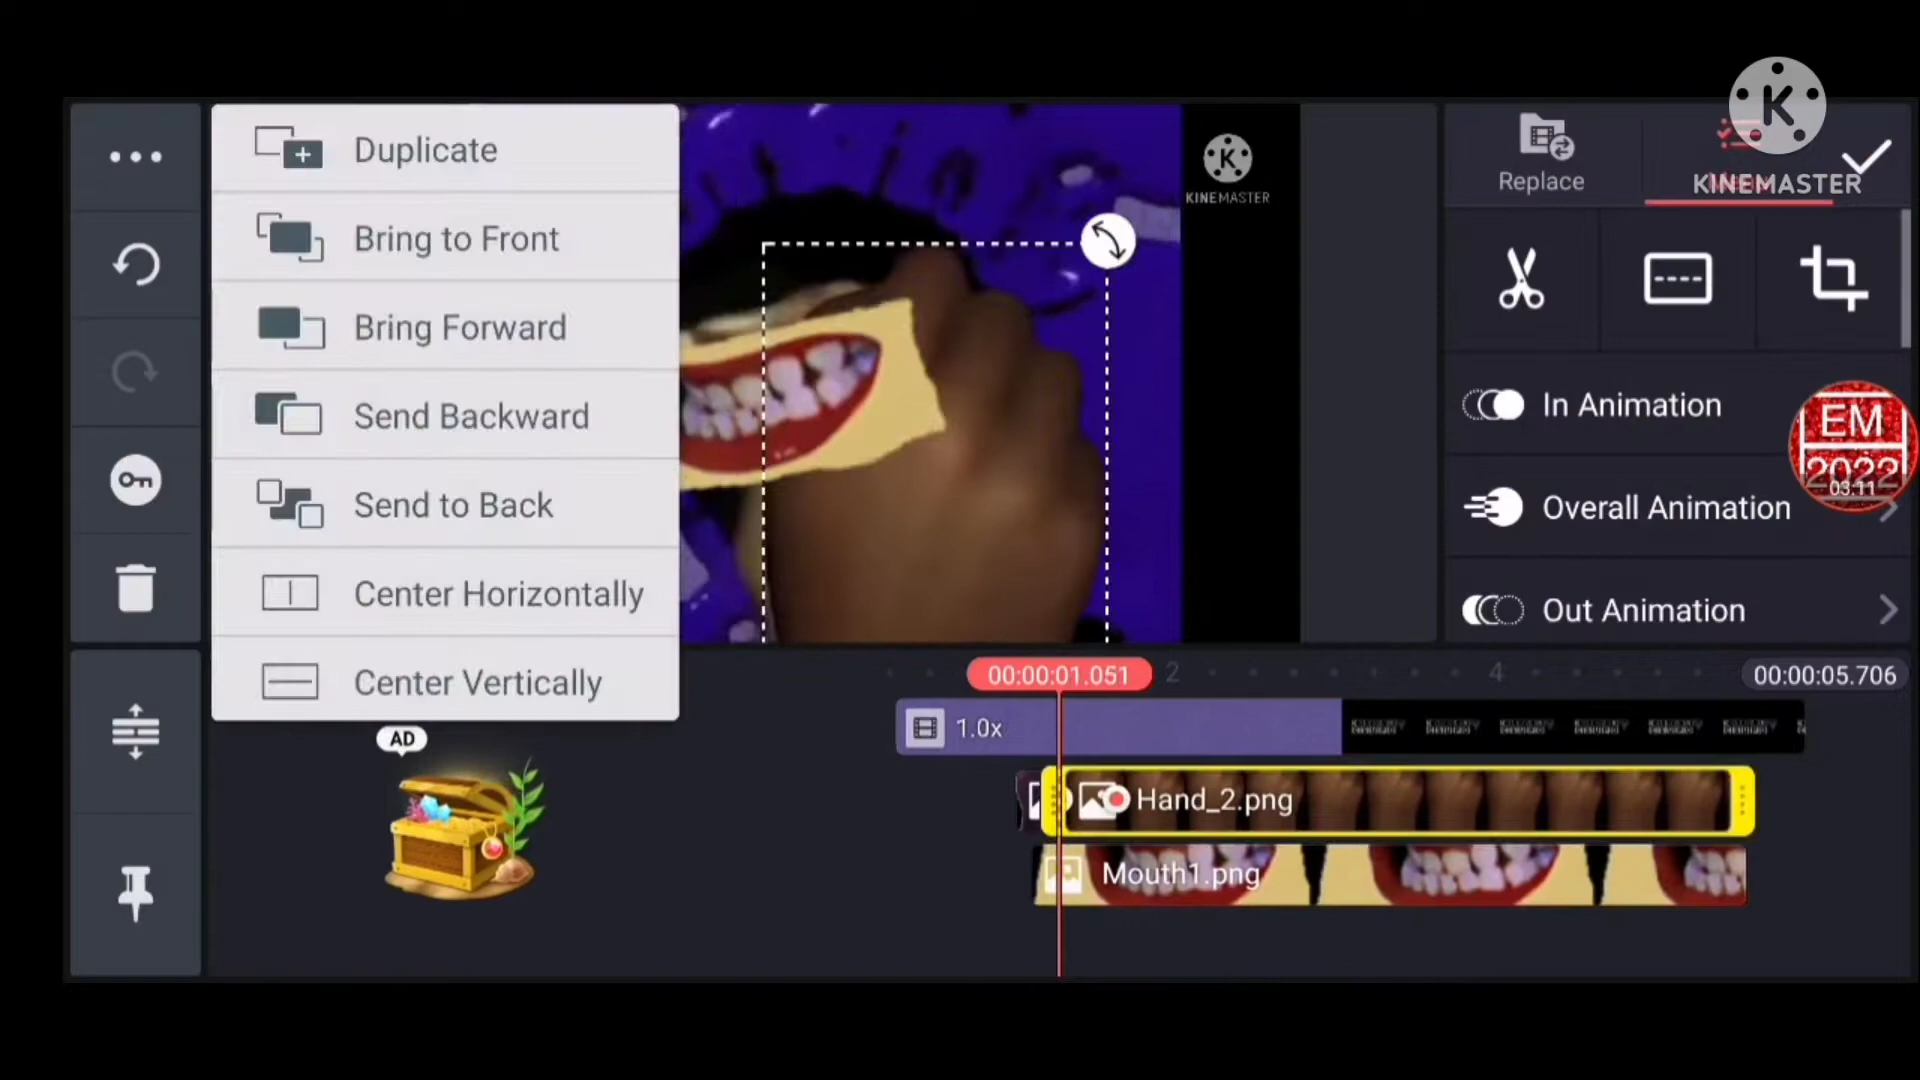 Duplicate
Bring to Front
Bring Forward
Send Backward
Send to Back
Center Horizontally
Center Vertically
K
KINEMASTER
Replace
K
KINEMASTER
In Animation
Overall Animation
Out Animation
EM
2022
03:11
00:00:01.051
2
4
00:00:05.706
1.0x
AD
Hand_2.png
Mouth1.png